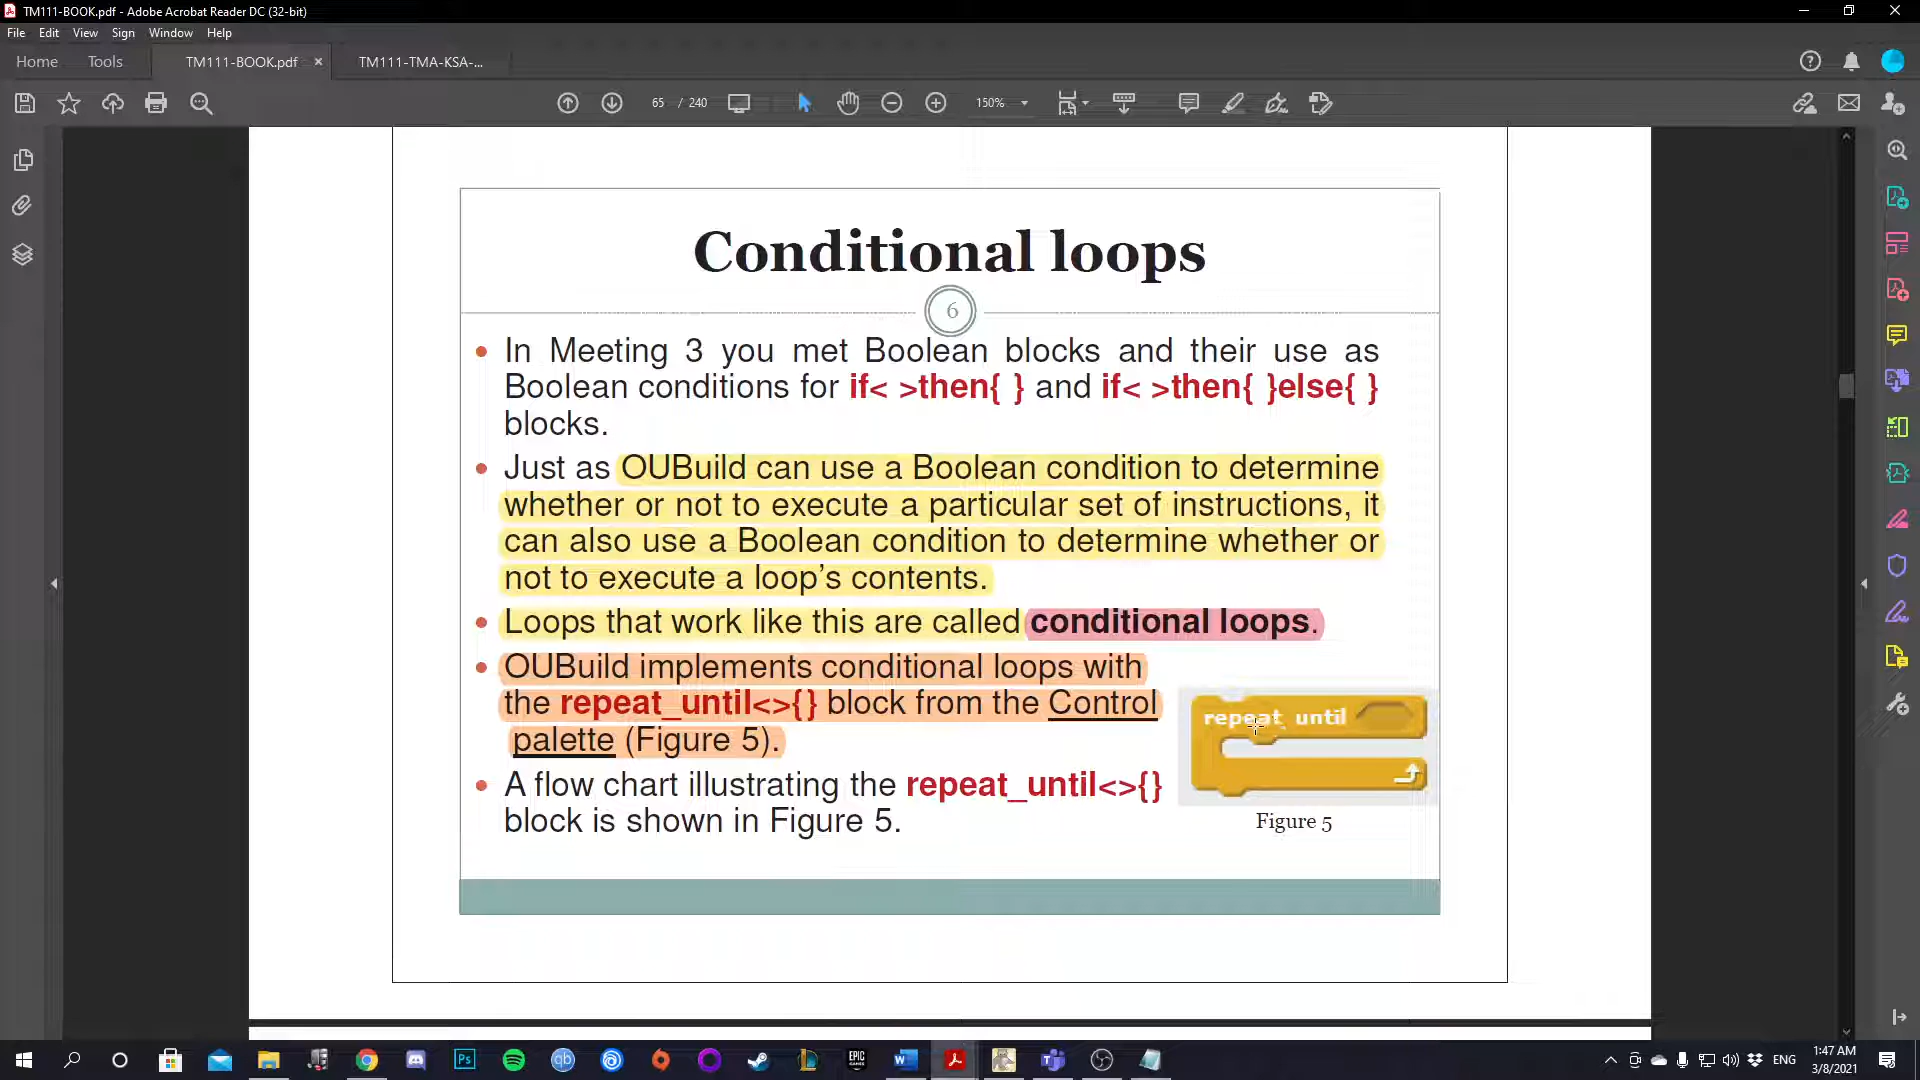 TM111-BOOK.pdf - Adobe Acrobat Reader DC (32-bit)
File Edit View Sign Window Help
Home Tools TM111-BOOK.pdf TM111-TMA-KSA-...
65 / 240 150%
Conditional loops
6
In Meeting 3 you met Boolean blocks and their use as
Boolean conditions for if< >then{ } and if< >then{ }else{ }
blocks.
Just as OUBuild can use a Boolean condition to determine
whether or not to execute a particular set of instructions, it
can also use a Boolean condition to determine whether or
not to execute a loop’s contents.
Loops that work like this are called conditional loops.
OUBuild implements conditional loops with
the repeat_until<>{} block from the Control
palette (Figure 5).
repeat until
A flow chart illustrating the repeat_until<>{}
block is shown in Figure 5.
Figure 5
Ps qb EPIC GAMES W ENG 1:47 AM
3/8/2021